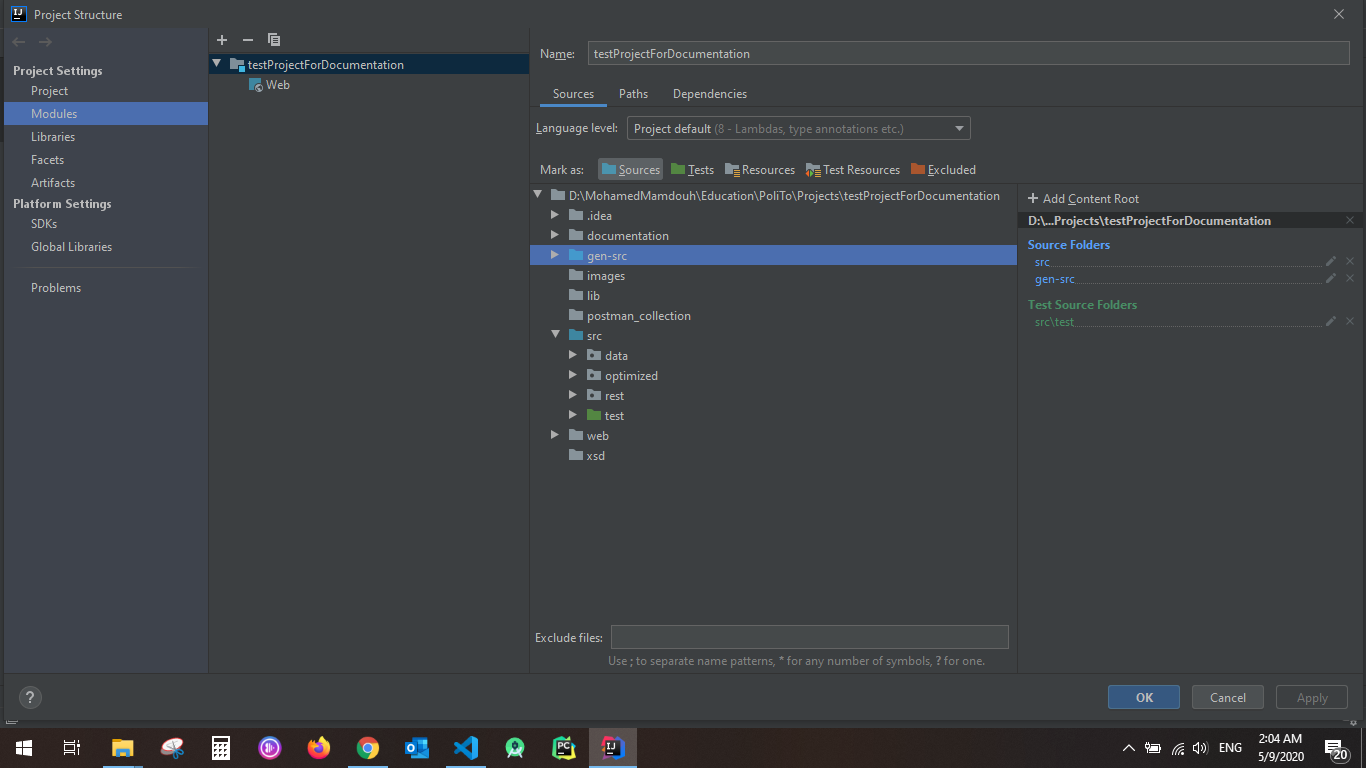 Project Structure
Project Settings
Project
Modules
Libraries
Facets
Artifacts
Platform Settings
SDKs
Global Libraries
Problems
testProjectForDocumentation
Web
Name: testProjectForDocumentation
Sources Paths Dependencies
Language level: Project default (8 - Lambdas, type annotations etc.)
Mark as: Sources Tests Resources Test Resources Excluded
D:\MohamedMamdouh\Education\PoliTo\Projects\testProjectForDocumentation
.idea
documentation
gen-src
images
lib
postman_collection
src
data
optimized
rest
test
web
xsd
Exclude files:
Use ; to separate name patterns, * for any number of symbols, ? for one.
+ Add Content Root
D:\...Projects\testProjectForDocumentation
Source Folders
src
gen-src
Test Source Folders
src\test
?
OK Cancel Apply
ENG
2:04 AM
5/9/2020
20